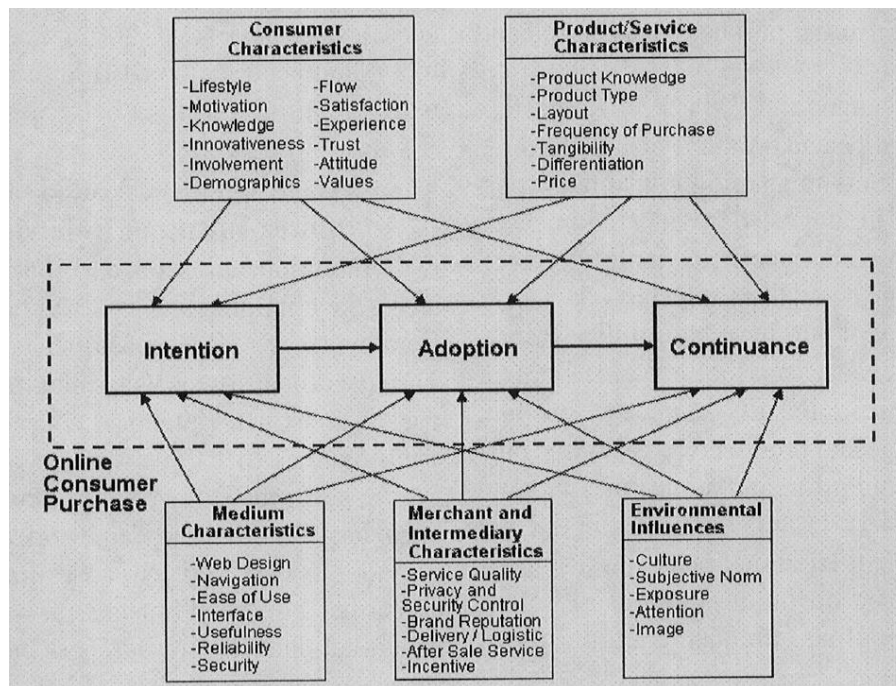 Consumer
Characteristics
-Lifestyle
-Motivation
-Knowledge
-Innovativeness
-Involvement
-Demographics
-Flow
-Satisfaction
-Experience
-Trust
-Attitude
-Values
Product/Service
Characteristics
-Product Knowledge
-Product Type
-Layout
-Frequency of Purchase
-Tangibility
-Differentiation
-Price
Intention
Adoption
Continuance
Online
Consumer
Purchase
Medium
Characteristics
-Web Design
-Navigation
-Ease of Use
-Interface
-Usefulness
-Reliability
-Security
Merchant and
Intermediary
Characteristics
-Service Quality
-Privacy and
Security Control
-Brand Reputation
-Delivery / Logistic
-After Sale Service
-Incentive
Environmental
Influences
-Culture
-Subjective Norm
-Exposure
-Attention
-Image